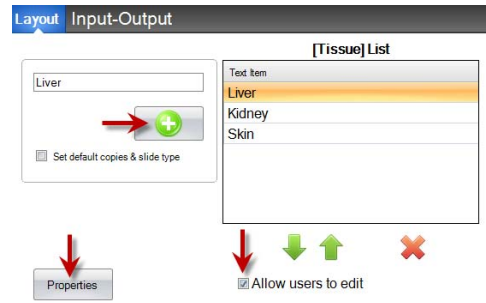 Layout Input-Output
[Tissue] List
Liver
Set default copies & slide type
Text Item
Liver
Kidney
Skin
Properties
Allow users to edit